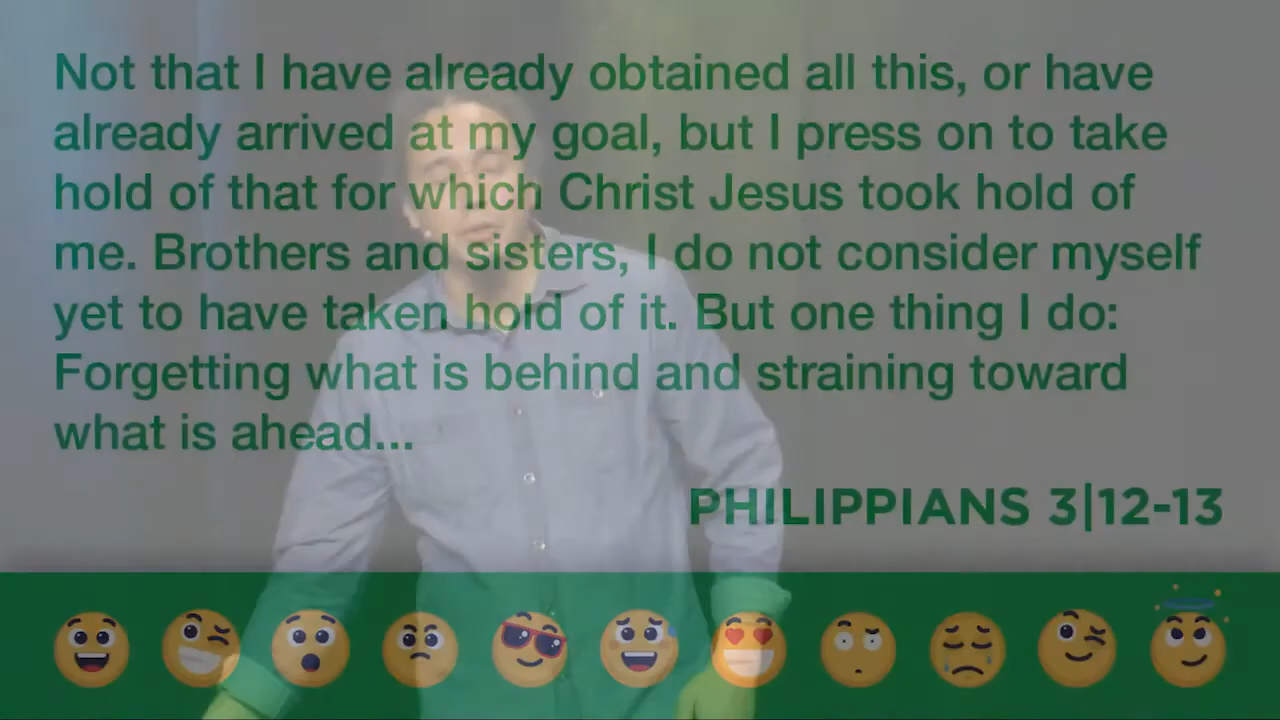 Not that I have already obtained all this, or have
already arrived at my goal, but I press on to take
hold of that for which Christ Jesus took hold of
me. Brothers and sisters, I do not consider myself
yet to have taken hold of it. But one thing I do:
Forgetting what is behind and straining toward
what is ahead...
PHILIPPIANS 3|12-13